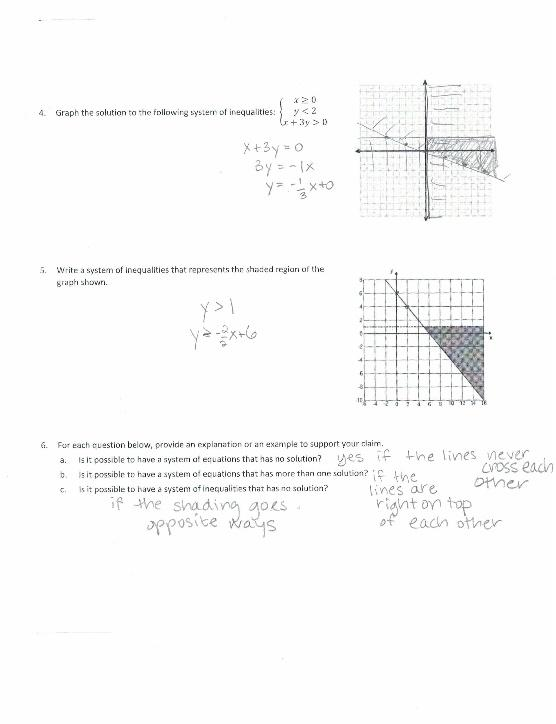 4. Graph the solution to the following system of inequalities: { x ≥ 0
y < 2
x + 3y > 0
x+3y = 0
3y = -1x
y = -1/3 x+0
5. Write a system of inequalities that represents the shaded region of the
graph shown.
y > 1
6. For each question below, provide an explanation or an example to support your claim.
a. Is it possible to have a system of equations that has no solution? yes if the lines never cross each other
b. Is it possible to have a system of equations that has more than one solution? if the lines are right on top of each other
c. Is it possible to have a system of inequalities that has no solution?
if the shading goes
opposite ways